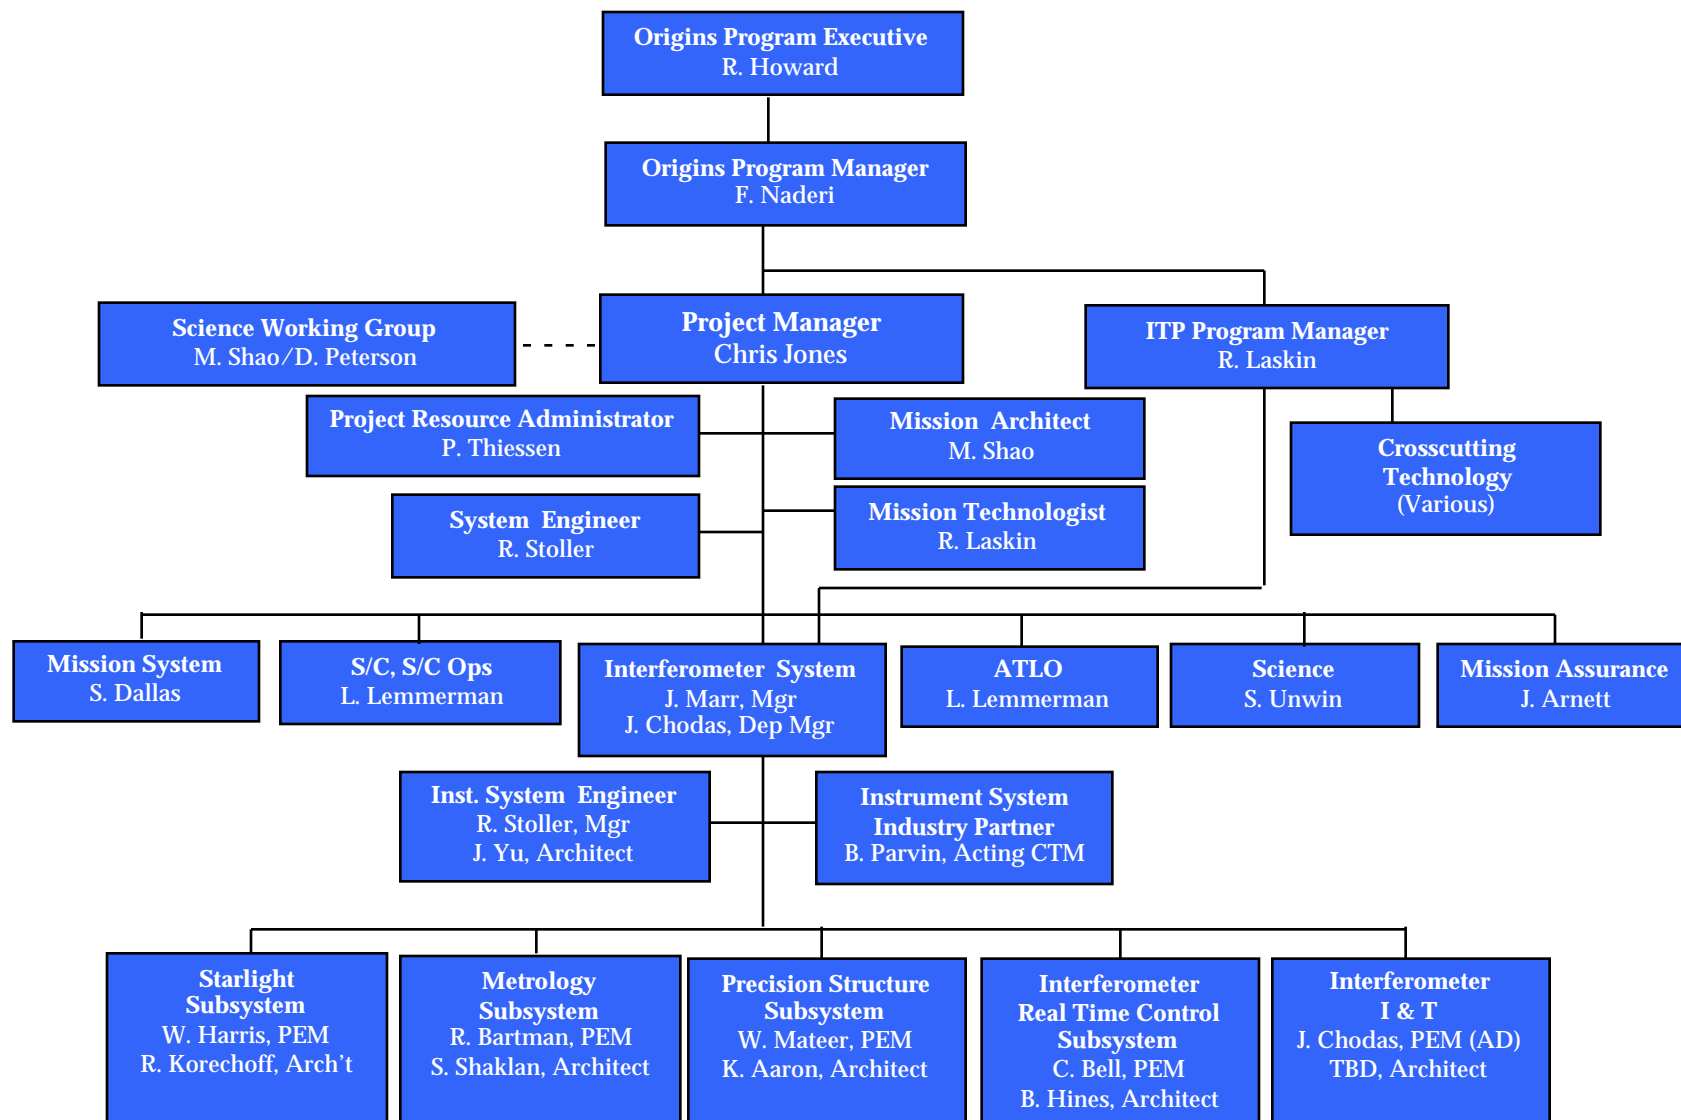 Origins Program Executive
R. Howard
Origins Program Manager
F. Naderi
Science Working Group
M. Shao/D. Peterson
Project Manager
Chris Jones
ITP Program Manager
R. Laskin
Project Resource Administrator
P. Thiessen
Mission Architect
M. Shao
Crosscutting
Technology
(Various)
System Engineer
R. Stoller
Mission Technologist
R. Laskin
Mission System
S. Dallas
S/C, S/C Ops
L. Lemmerman
Interferometer System
J. Marr, Mgr
J. Chodas, Dep Mgr
ATLO
L. Lemmerman
Science
S. Unwin
Mission Assurance
J. Arnett
Inst. System Engineer
R. Stoller, Mgr
J. Yu, Architect
Instrument System
Industry Partner
B. Parvin, Acting CTM
Starlight
Subsystem
W. Harris, PEM
R. Korechoff, Arch’t
Metrology
Subsystem
R. Bartman, PEM
S. Shaklan, Architect
Precision Structure
Subsystem
W. Mateer, PEM
K. Aaron, Architect
Interferometer
Real Time Control
Subsystem
C. Bell, PEM
B. Hines, Architect
Interferometer
I & T
J. Chodas, PEM (AD)
TBD, Architect